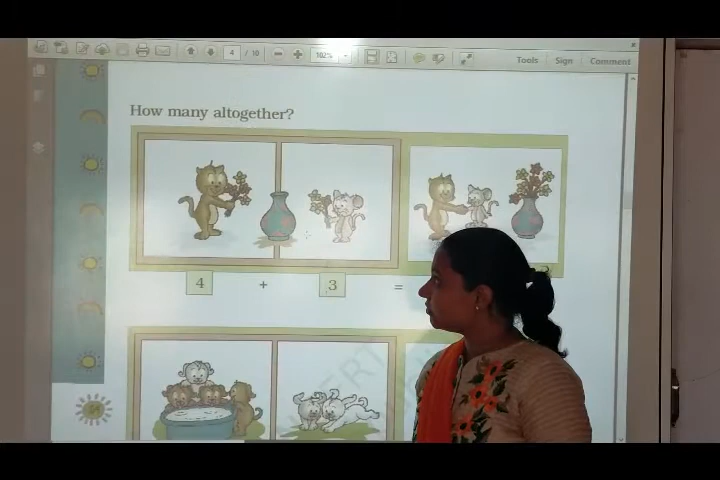 4 / 10
102%
Tools Sign Comment
How many altogether?
4 + 3 =